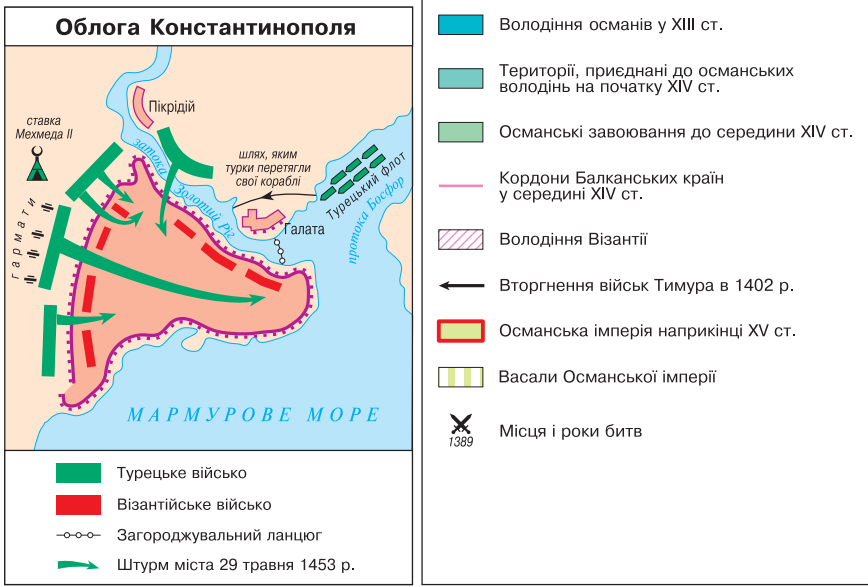 Облога Константинополя
Пікрідій
ставка
Мехмеда II
затока
Золотий Ріг
шлях, яким
турки перетягли
свої кораблі
Турецький флот
протока Босфор
Галата
гармати
МАРМУРОВЕ МОРЕ
Турецьке військо
Візантійське військо
Загороджувальний ланцюг
Штурм міста 29 травня 1453 р.
Володіння османів у XIII ст.
Території, приєднані до османських
володінь на початку XIV ст.
Османські завоювання до середини XIV ст.
Кордони Балканських країн
у середині XIV ст.
Володіння Візантії
Вторгнення військ Тимура в 1402 р.
Османська імперія наприкінці XV ст.
Васали Османської імперії
1389
Місця і роки битв